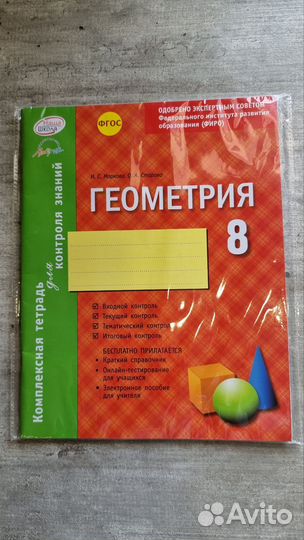 ФГОС
ОДОБРЕНО ЭКСПЕРТНЫМ СОВЕТОМ
Федерального института развития
образования (ФИРО)
Наша
ШКОЛА
И. С. Маркова, О. А. Старова
ГЕОМЕТРИЯ
8
Комплексная тетрадь
для
контроля знаний
Входной контроль
Текущий контроль
Тематический контроль
Итоговый контроль
БЕСПЛАТНО ПРИЛАГАЕТСЯ
• Краткий справочник
• Онлайн-тестирование
для учащихся
• Электронное пособие
для учителя
Avito